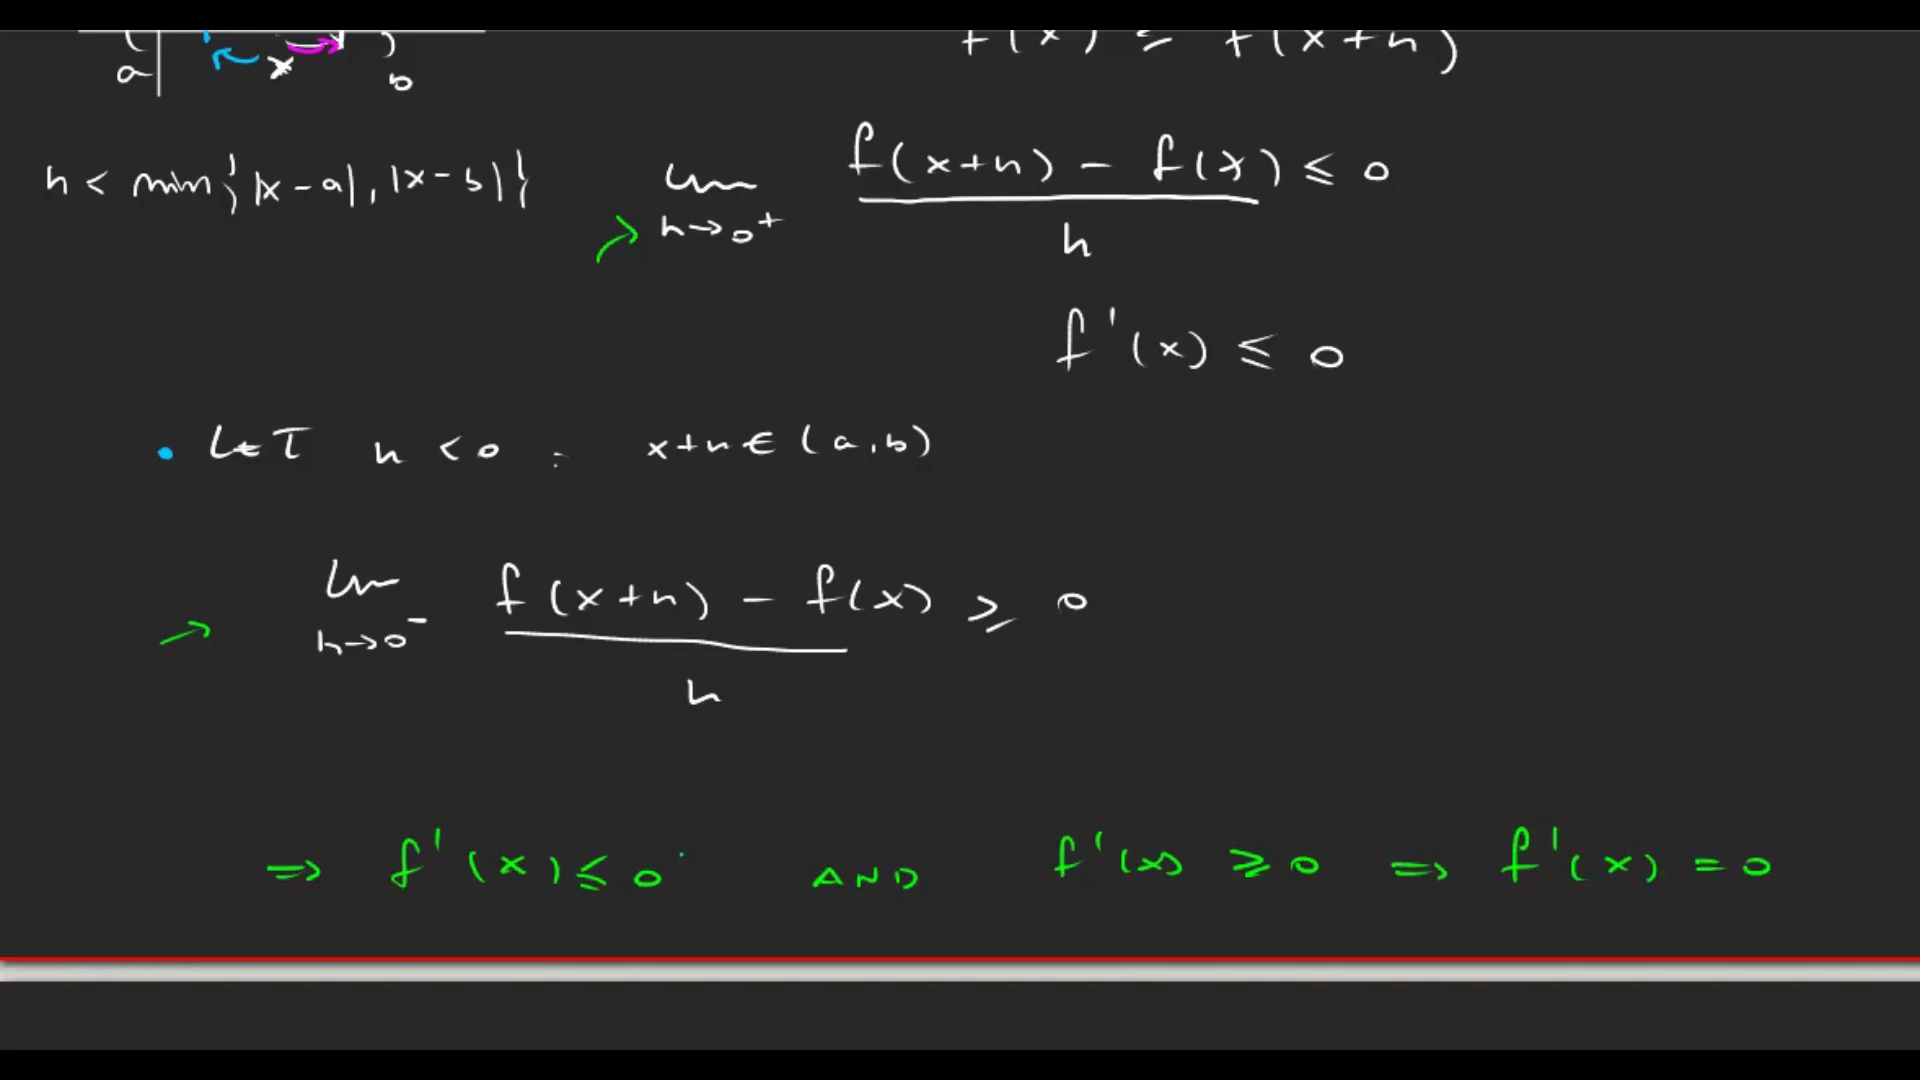 a x b
f(x) ≥ f(x+h)
h < min{|x-a|, |x-b|}
lim h→0⁺ f(x+h) - f(x) ≤ 0
h
f'(x) ≤ 0
• LET h < 0 : x+h ∈ (a,b)
lim h→0⁻ f(x+h) - f(x) ≥ 0
h
=> f'(x) ≤ 0 AND f'(x) ≥ 0 => f'(x) = 0